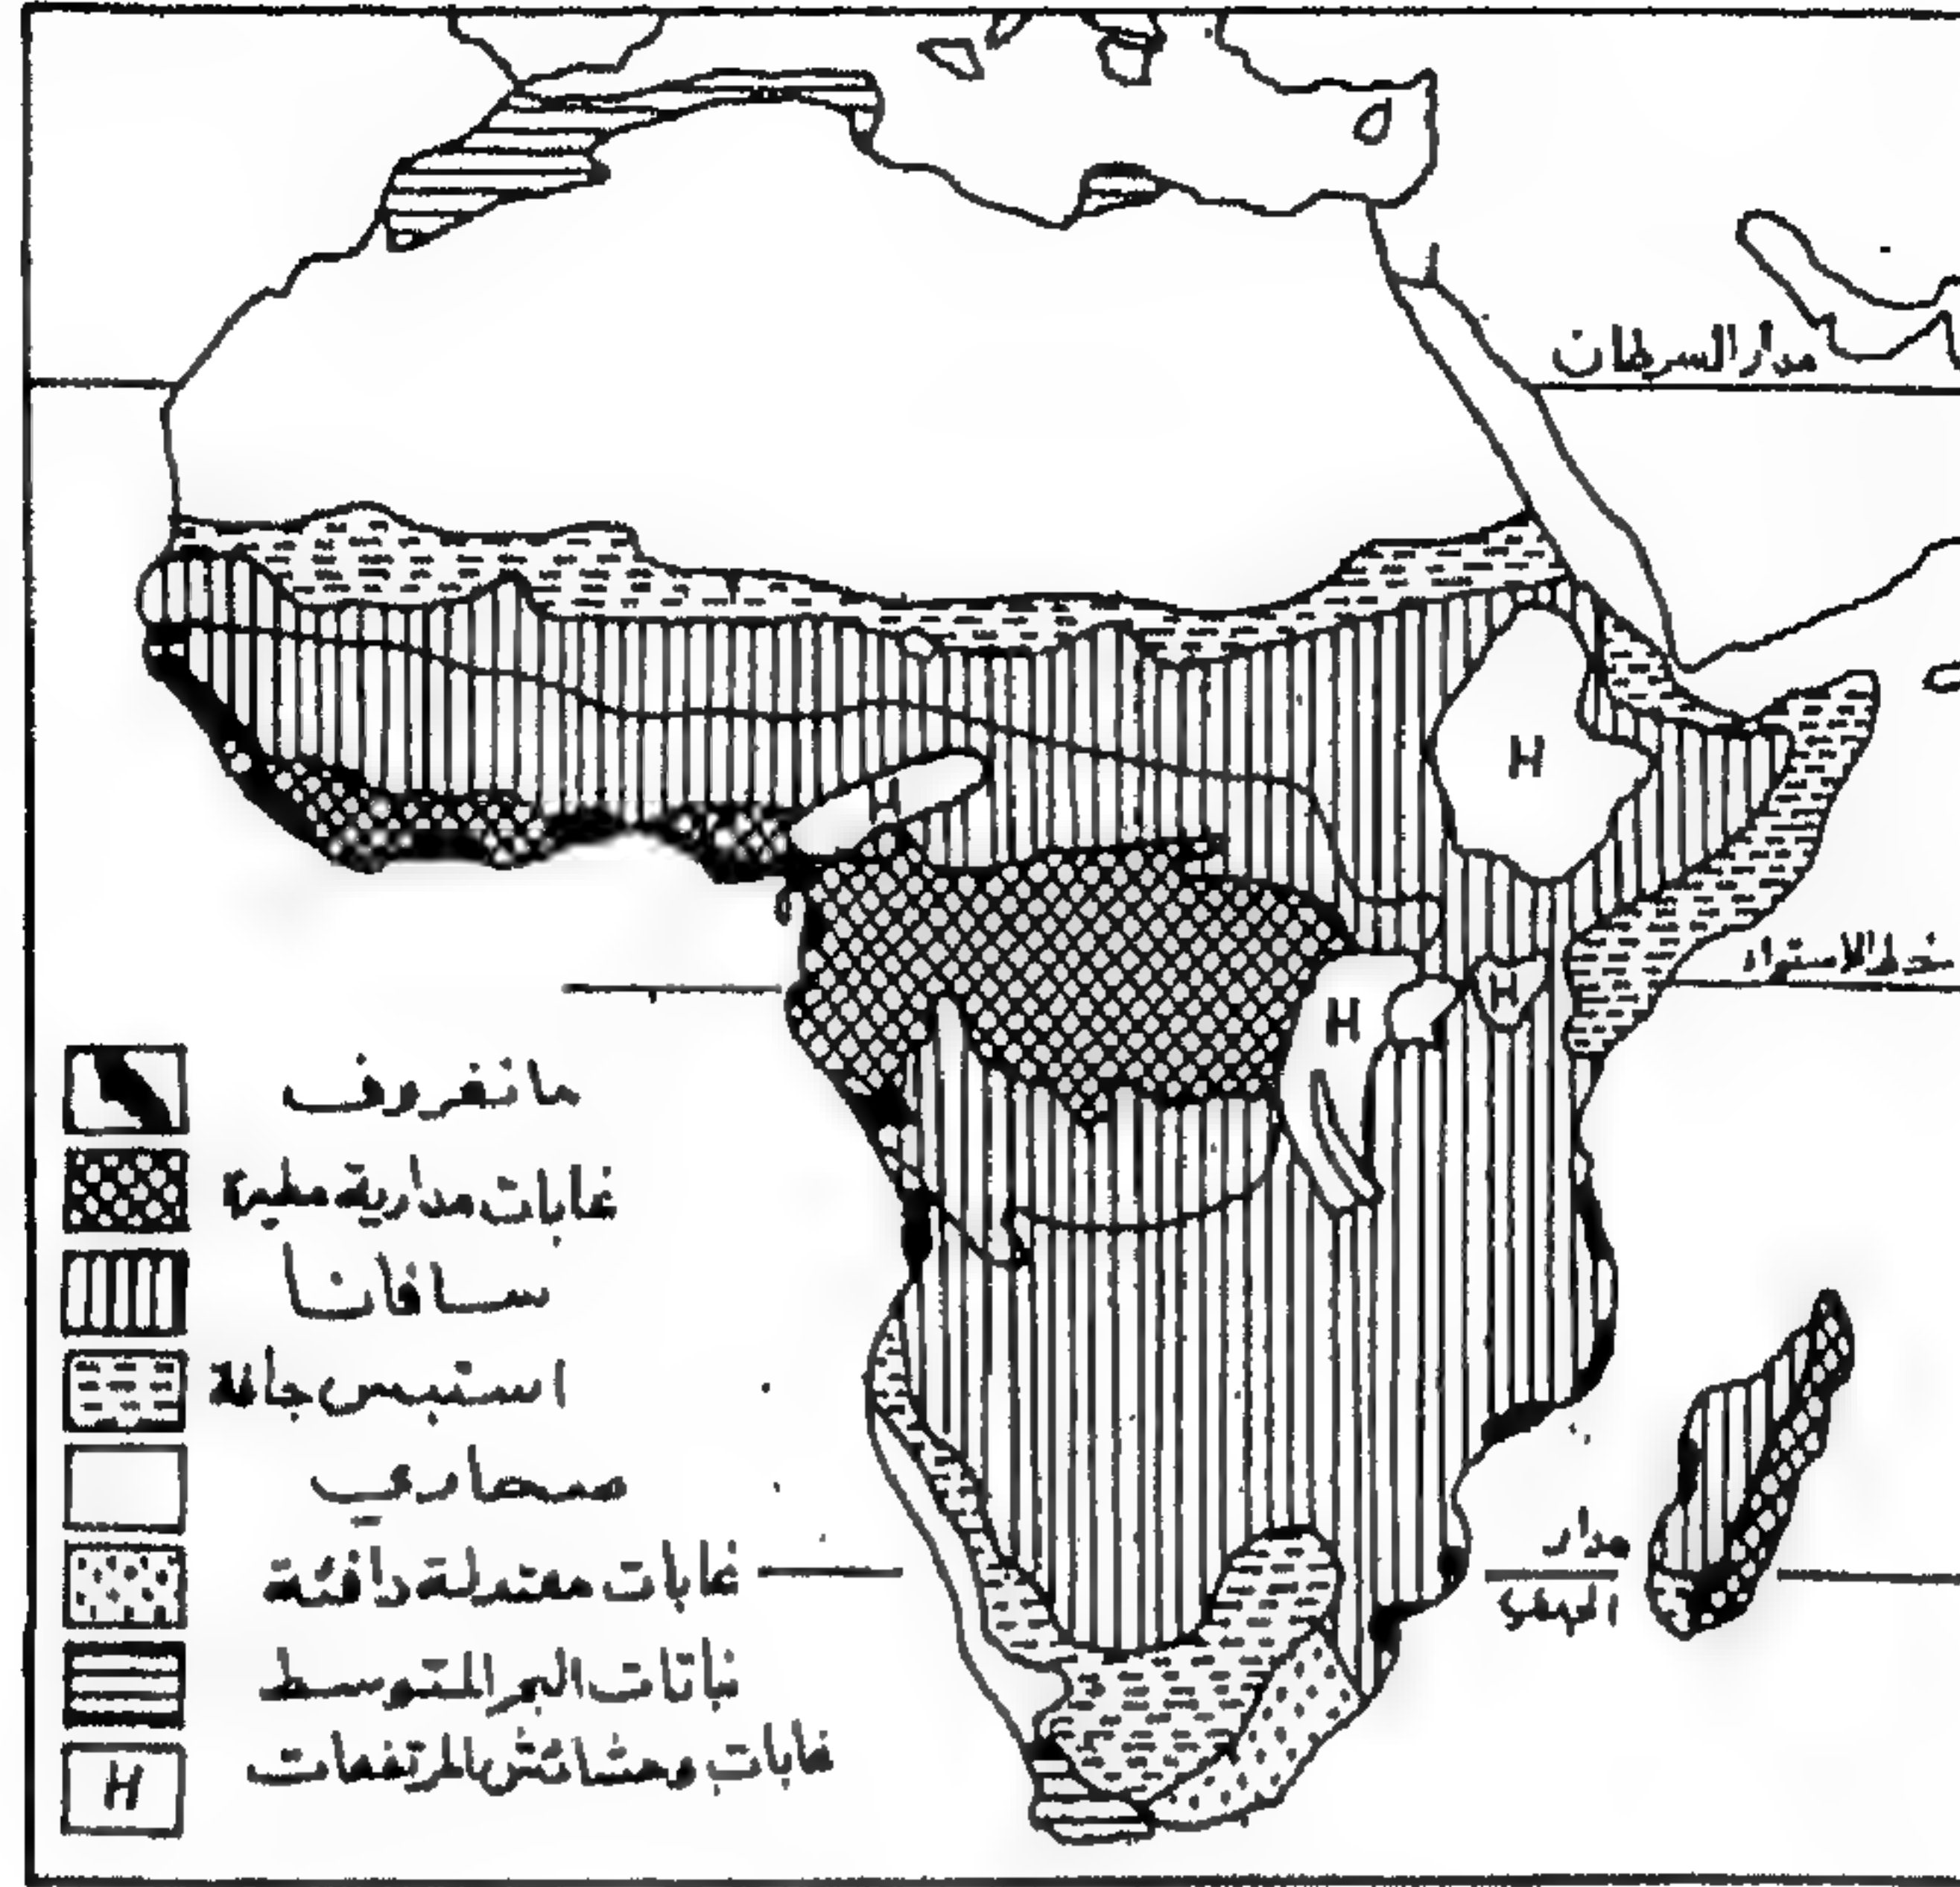 مدار السرطان
خط الاستواء
مانغروف
غابات مدارية مطيرة
سافانا
استبس جافة
صحاري
غابات معتدلة دافئة
نباتات البحر المتوسط
غابات وحشائش المرتفعات
H
H
H
H
H
مدار
الجدي